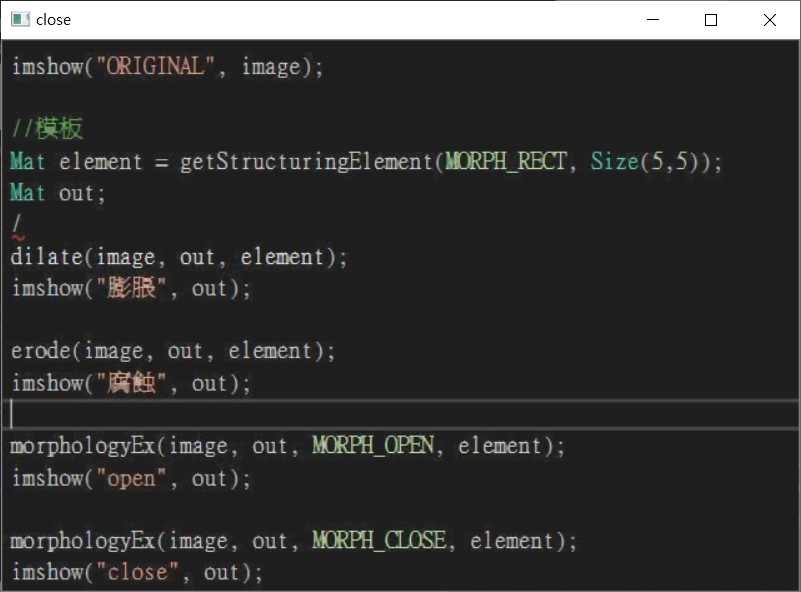 close
imshow("ORIGINAL", image);
//模板
Mat element = getStructuringElement(MORPH_RECT, Size(5,5));
Mat out;
/
dilate(image, out, element);
imshow("膨脹", out);
erode(image, out, element);
imshow("腐蝕", out);
morphologyEx(image, out, MORPH_OPEN, element);
imshow("open", out);
morphologyEx(image, out, MORPH_CLOSE, element);
imshow("close", out);